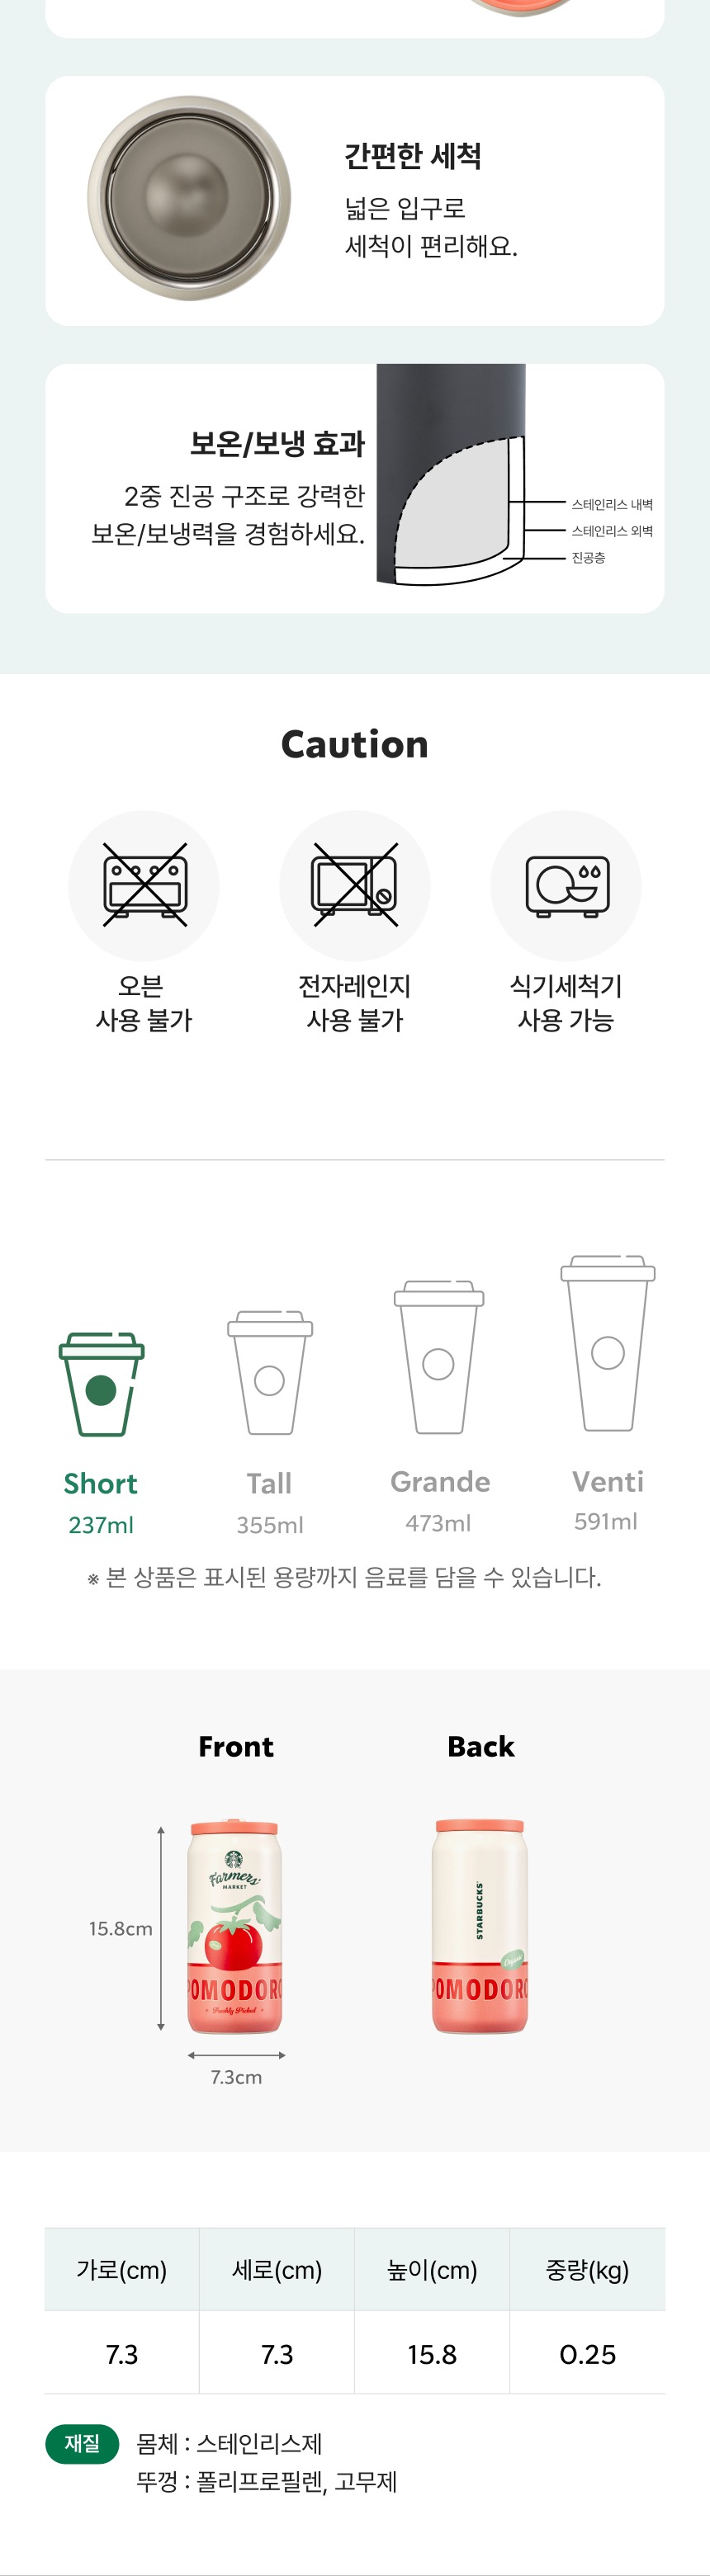 간편한 세척
넓은 입구로
세척이 편리해요.
보온/보냉 효과
2중 진공 구조로 강력한
보온/보냉력을 경험하세요.
스테인리스 내벽
스테인리스 외벽
진공층
Caution
오븐
사용 불가
전자레인지
사용 불가
식기세척기
사용 가능
Short
237ml
Tall
355ml
Grande
473ml
Venti
591ml
※ 본 상품은 표시된 용량까지 음료를 담을 수 있습니다.
Front
Back
15.8cm
Farmers'
MARKET
POMODORO
Freshly Picked
7.3cm
STARBUCKS
Organic
POMODORO
가로(cm) 세로(cm) 높이(cm) 중량(kg)
7.3 7.3 15.8 0.25
재질 몸체 : 스테인리스제
뚜껑 : 폴리프로필렌, 고무제